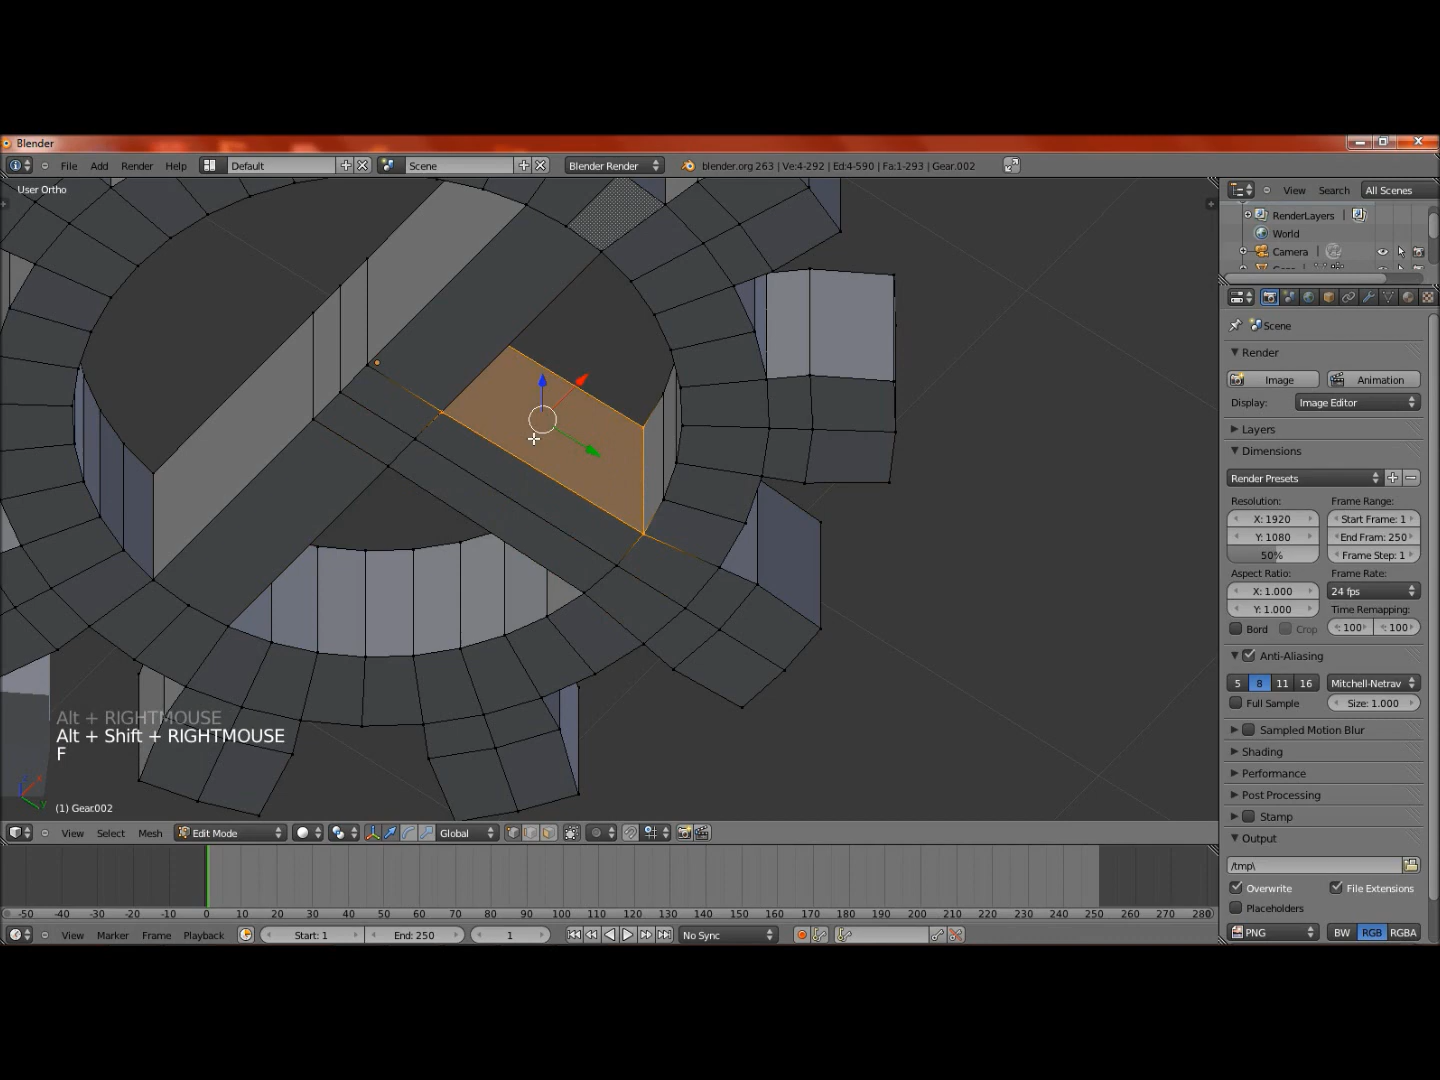 Blender
File Add Render Help Default Scene Blender Render blender.org 263 | Ve:4-292 | Ed:4-590 | Fa:1-293 | Gear.002
User Ortho
View Search All Scenes
RenderLayers
World
Camera
Scene
Render
Image Animation
Display: Image Editor
Layers
Dimensions
Render Presets
Resolution: Frame Range:
X: 1920 Start Frame: 1
Y: 1080 End Fram: 250
50% Frame Step: 1
Aspect Ratio: Frame Rate:
X: 1.000 24 fps
Y: 1.000 Time Remapping:
Bord Crop : 100 : 100
Anti-Aliasing
5 8 11 16 Mitchell-Netrav
Full Sample Size: 1.000
Sampled Motion Blur
Shading
Performance
Post Processing
Stamp
Output
/tmp\
Overwrite File Extensions
Placeholders
PNG BW RGB RGBA
Alt + RIGHTMOUSE
Alt + Shift + RIGHTMOUSE
F
(1) Gear.002
View Select Mesh Edit Mode Global
-50 -40 -30 -20 -10 0 10 20 30 40 50 60 70 80 90 100 110 120 130 140 150 160 170 180 190 200 210 220 230 240 250 260 270 280
View Marker Frame Playback Start: 1 End: 250 1 No Sync